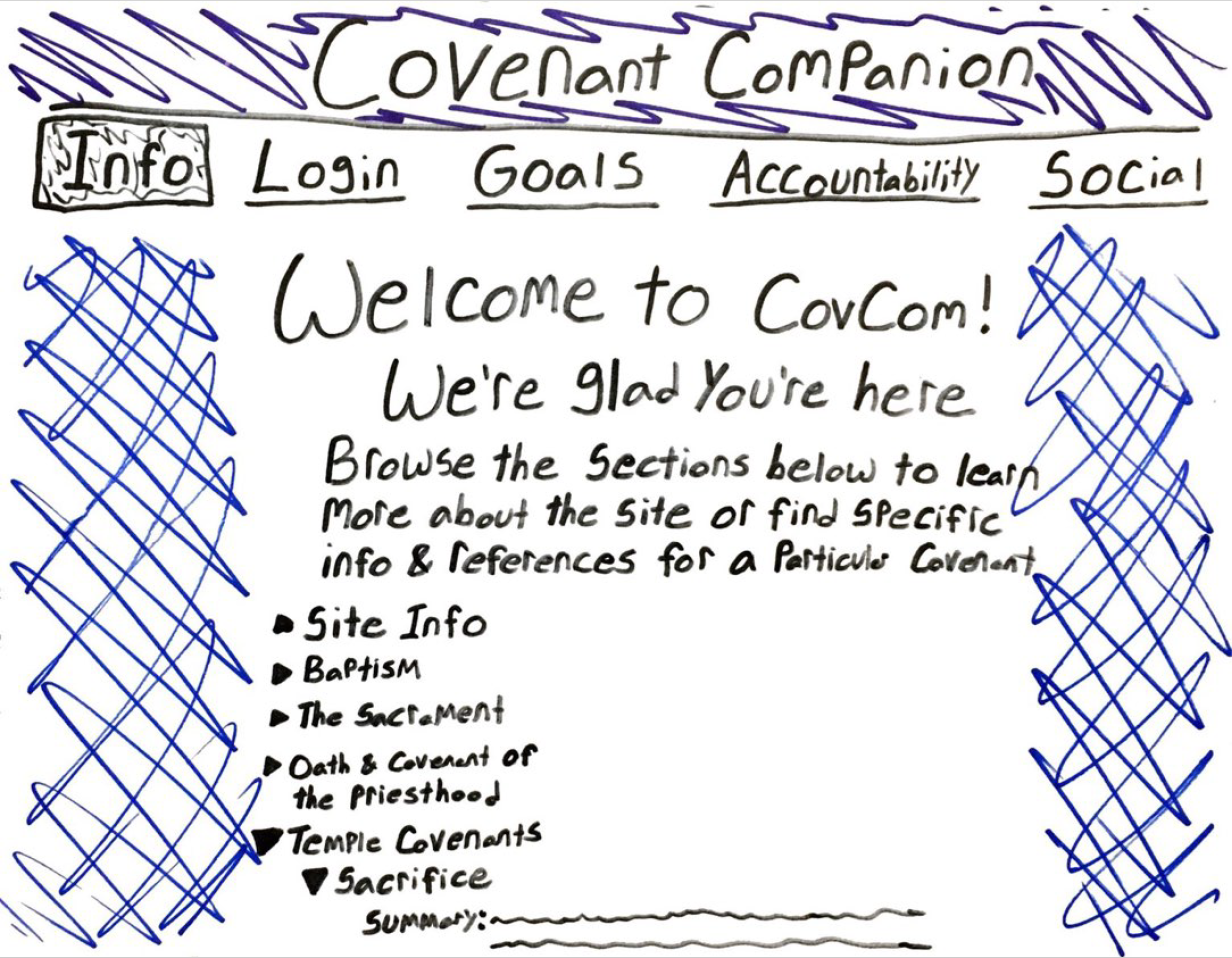 Covenant Companion
Info Login Goals Accountability Social
Welcome to CovCom!
We're glad You're here
Browse the Sections below to learn
more about the site or find specific
info & references for a Particular Covenant
Site Info
Baptism
The Sacrament
Oath & Covenant of
the Priesthood
Temple Covenants
Sacrifice
Summary: